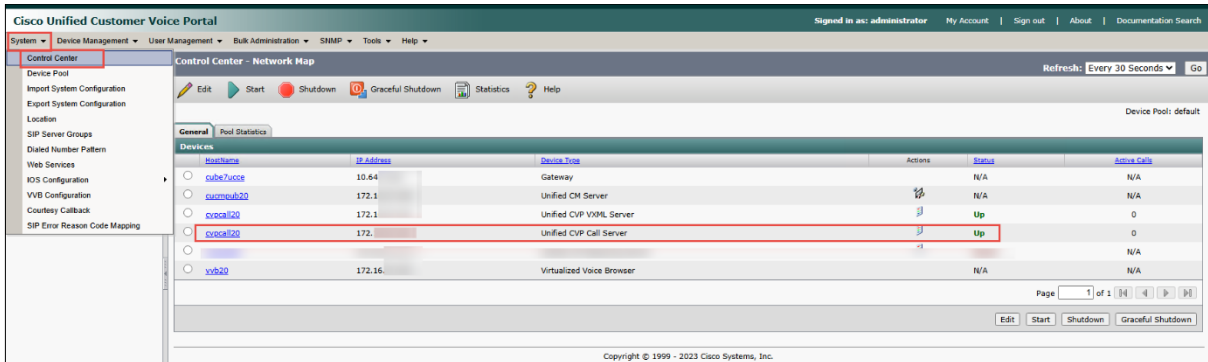 Cisco Unified Customer Voice Portal
Signed in as: administrator My Account | Sign out | About | Documentation Search
System Device Management User Management Bulk Administration SNMP Tools Help
Control Center
Device Pool
Import System Configuration
Export System Configuration
Location
SIP Server Groups
Dialed Number Pattern
Web Services
IOS Configuration
VVB Configuration
Courtesy Callback
SIP Error Reason Code Mapping
Control Center - Network Map
Refresh: Every 30 Seconds Go
Edit Start Shutdown Graceful Shutdown Statistics Help
Device Pool: default
General Pool Statistics
Devices
HostName IP Address Device Type Actions Status Active Calls
cube7ucce 10.64 Gateway N/A N/A
cucmpub20 172.1 Unified CM Server N/A N/A
cvpcall20 172.1 Unified CVP VXML Server Up 0
cvpcall20 172. Unified CVP Call Server Up 0
N/A
vvb20 172.16. Virtualized Voice Browser N/A N/A
Page 1 of 1
Edit Start Shutdown Graceful Shutdown
Copyright © 1999 - 2023 Cisco Systems, Inc.